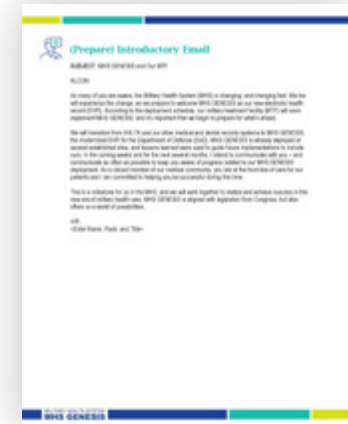 (Prepare) Introductory Email
SUBJECT: MHS GENESIS and Our MTF
ALCON:
As many of you are aware, the Military Health System (MHS) is changing, and changing fast. We too
will experience the change, as we prepare to welcome MHS GENESIS as our new electronic health
record (EHR). According to the deployment schedule, our military treatment facility (MTF) will soon
implement MHS GENESIS, and it's important that we begin to prepare for what's ahead.
We will transition from AHLTA and our other medical and dental records systems to MHS GENESIS,
the modernized EHR for the Department of Defense (DoD). MHS GENESIS is already deployed at
several established sites, and lessons learned were used to guide future implementations to include
ours. In the coming weeks and for the next several months, I intend to communicate with you – and
communicate as often as possible to keep you aware of progress related to our MHS GENESIS
deployment. As a valued member of our medical community, you are at the front line of care for our
patients and I am committed to helping you be successful during this time.
This is a milestone for us in the MHS, and we will work together to realize and achieve success in this
new era of military health care. MHS GENESIS is aligned with legislation from Congress, but also
offers us a world of possibilities.
V/R,
<Enter Name, Rank, and Title>
MILITARY HEALTH SYSTEM
MHS GENESIS